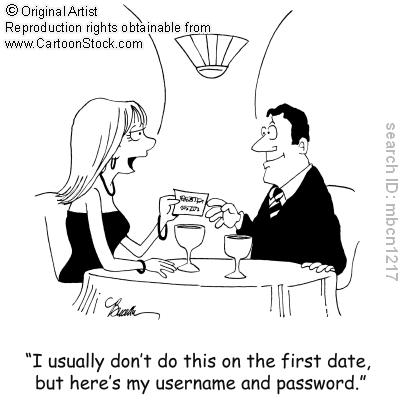 © Original Artist
Reproduction rights obtainable from
www.CartoonStock.com
search ID: mbcn1217
“I usually don’t do this on the first date,
but here’s my username and password.”